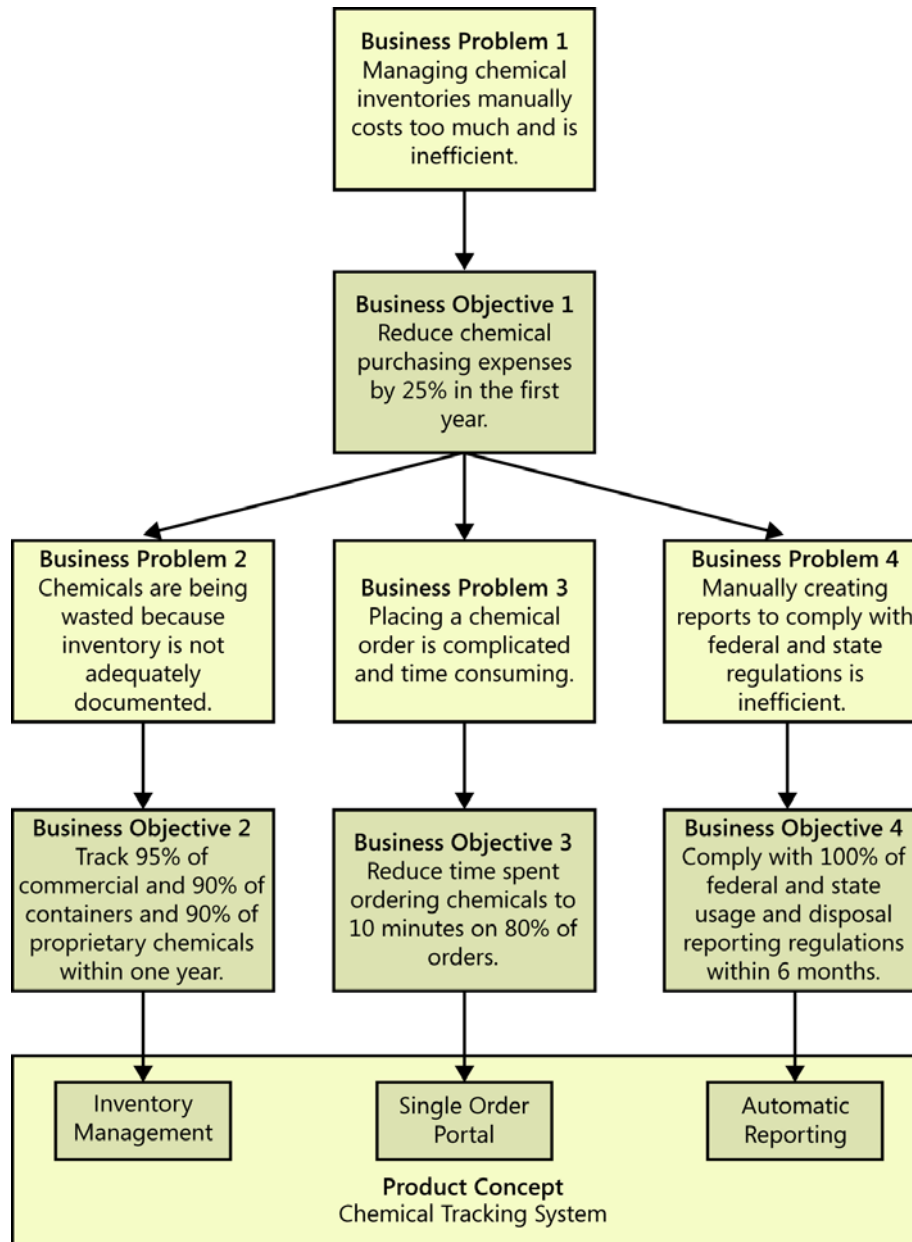 Business Problem 1
Managing chemical
inventories manually
costs too much and is
inefficient.
Business Objective 1
Reduce chemical
purchasing expenses
by 25% in the first
year.
Business Problem 2
Chemicals are being
wasted because
inventory is not
adequately
documented.
Business Problem 3
Placing a chemical
order is complicated
and time consuming.
Business Problem 4
Manually creating
reports to comply with
federal and state
regulations is
inefficient.
Business Objective 2
Track 95% of
commercial and 90% of
containers and 90% of
proprietary chemicals
within one year.
Business Objective 3
Reduce time spent
ordering chemicals to
10 minutes on 80% of
orders.
Business Objective 4
Comply with 100% of
federal and state
usage and disposal
reporting regulations
within 6 months.
Inventory
Management
Single Order
Portal
Automatic
Reporting
Product Concept
Chemical Tracking System